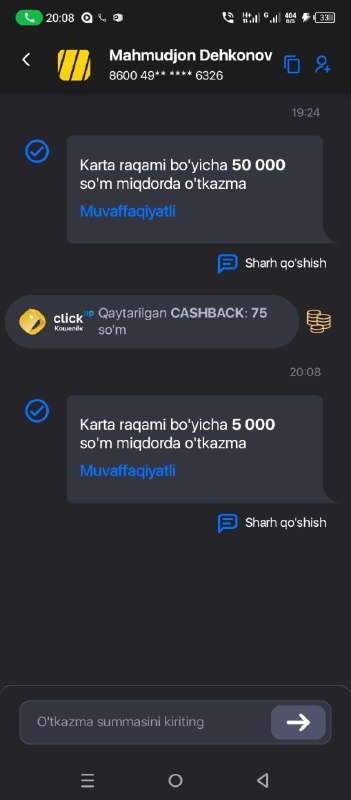 20:08
404
B/S
33
Mahmudjon Dehkonov
8600 49** **** 6326
19:24
Karta raqami bo'yicha 50 000
so'm miqdorda o'tkazma
Muvaffaqiyatli
Sharh qo'shish
click up
Кошелёк
Qaytarilgan CASHBACK: 75
so'm
20:08
Karta raqami bo'yicha 5 000
so'm miqdorda o'tkazma
Muvaffaqiyatli
Sharh qo'shish
O'tkazma summasini kiriting